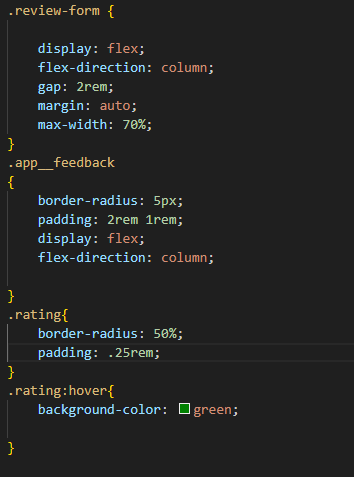 .review-form {
display: flex;
flex-direction: column;
gap: 2rem;
margin: auto;
max-width: 70%;
}
.app__feedback
{
border-radius: 5px;
padding: 2rem 1rem;
display: flex;
flex-direction: column;
}
.rating{
border-radius: 50%;
padding: .25rem;
}
.rating:hover{
background-color: green;
}